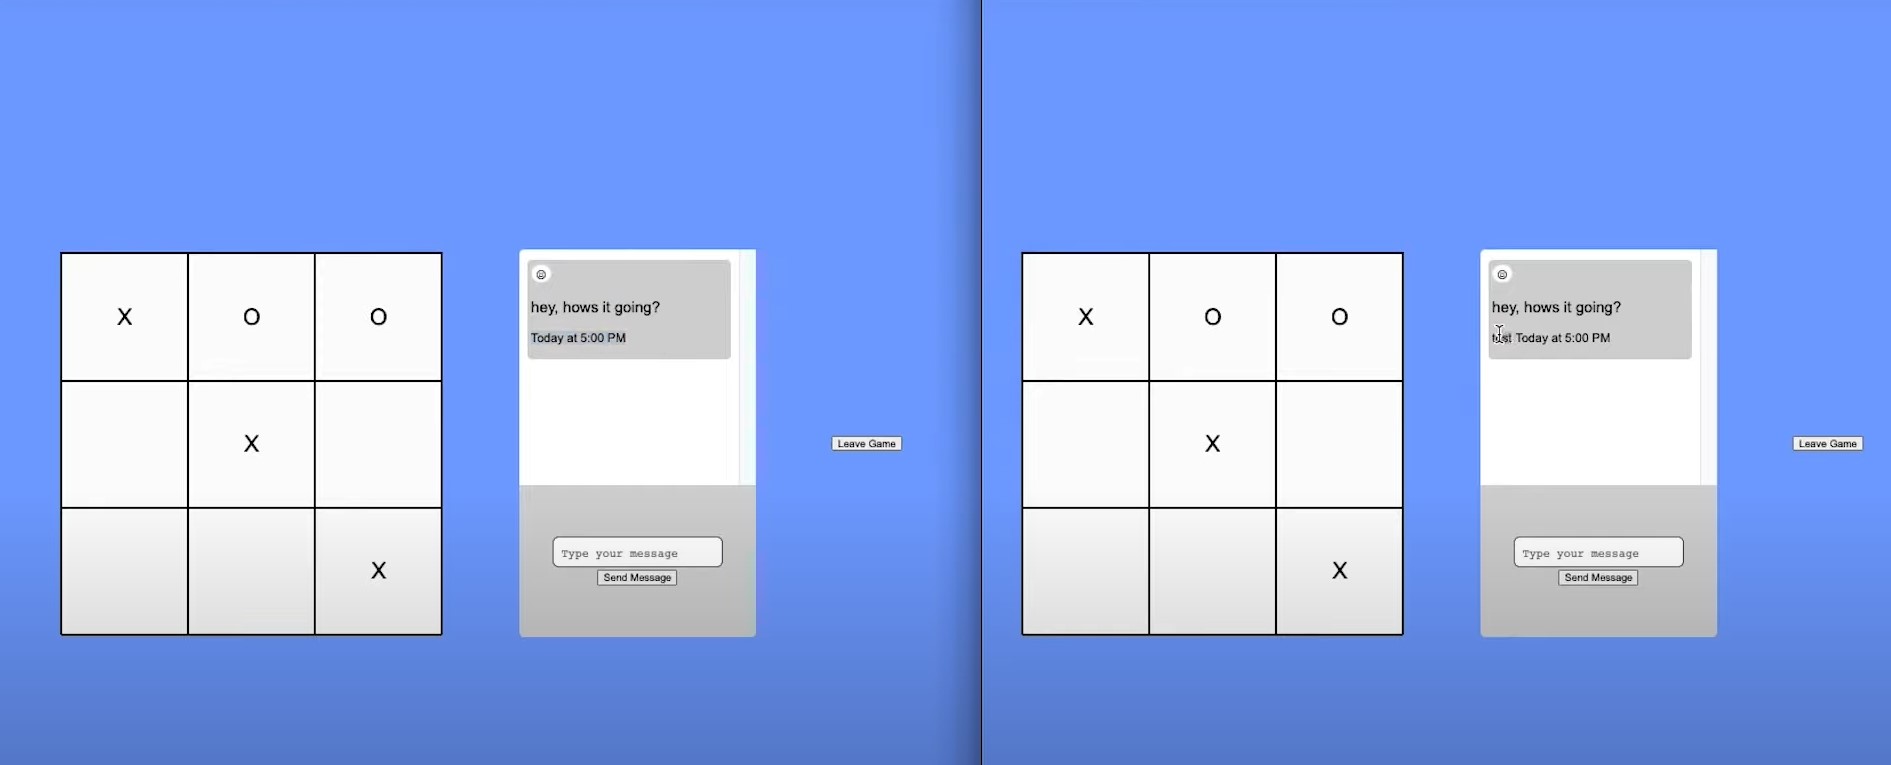 X O O
X
X
hey, hows it going?
Today at 5:00 PM
Type your message
Send Message
Leave Game
X O O
X
X
hey, hows it going?
test Today at 5:00 PM
Type your message
Send Message
Leave Game